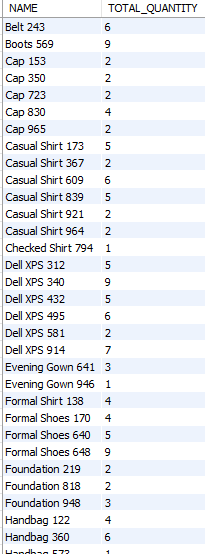 NAME TOTAL_QUANTITY
Belt 243 6
Boots 569 9
Cap 153 2
Cap 350 2
Cap 723 2
Cap 830 4
Cap 965 2
Casual Shirt 173 5
Casual Shirt 367 2
Casual Shirt 609 6
Casual Shirt 839 5
Casual Shirt 921 2
Casual Shirt 964 2
Checked Shirt 794 1
Dell XPS 312 5
Dell XPS 340 9
Dell XPS 432 5
Dell XPS 495 6
Dell XPS 581 2
Dell XPS 914 7
Evening Gown 641 3
Evening Gown 946 1
Formal Shirt 138 4
Formal Shoes 170 4
Formal Shoes 640 5
Formal Shoes 648 9
Foundation 219 2
Foundation 818 2
Foundation 948 3
Handbag 122 4
Handbag 360 6
Handbag 573 1